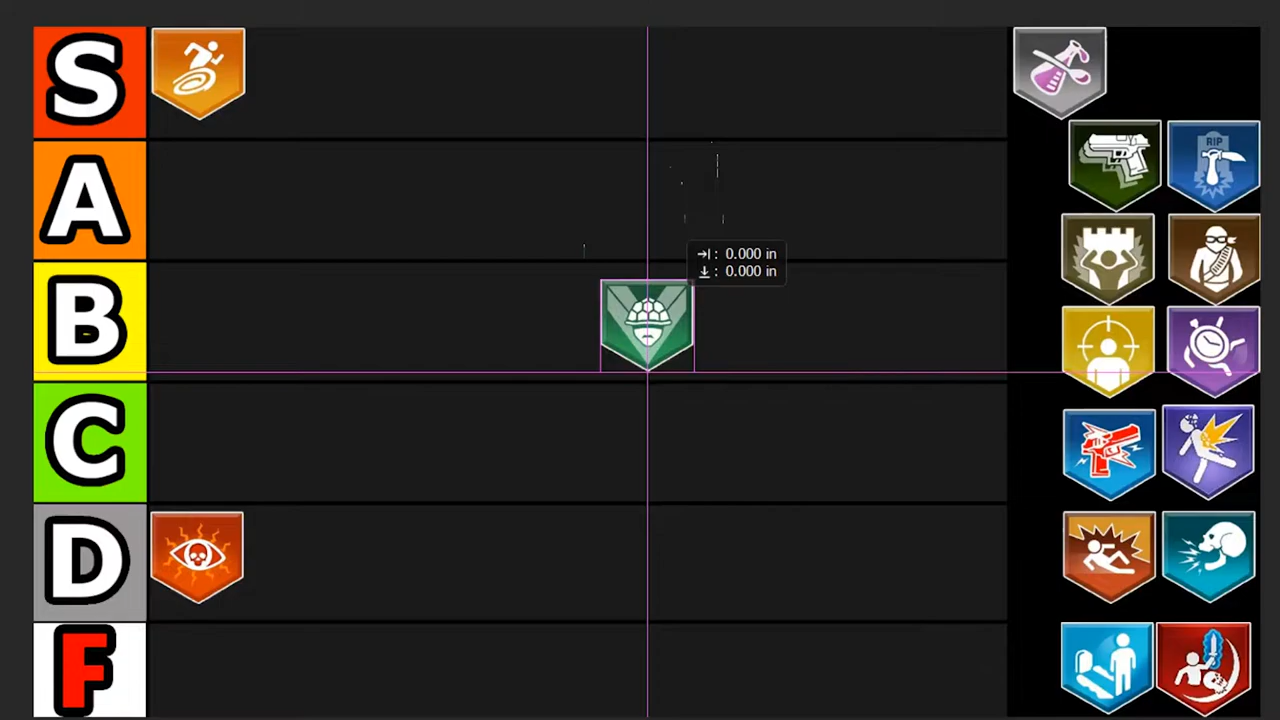 S
A
RIP
→| : 0.000 in
↓ : 0.000 in
B
C
D
F